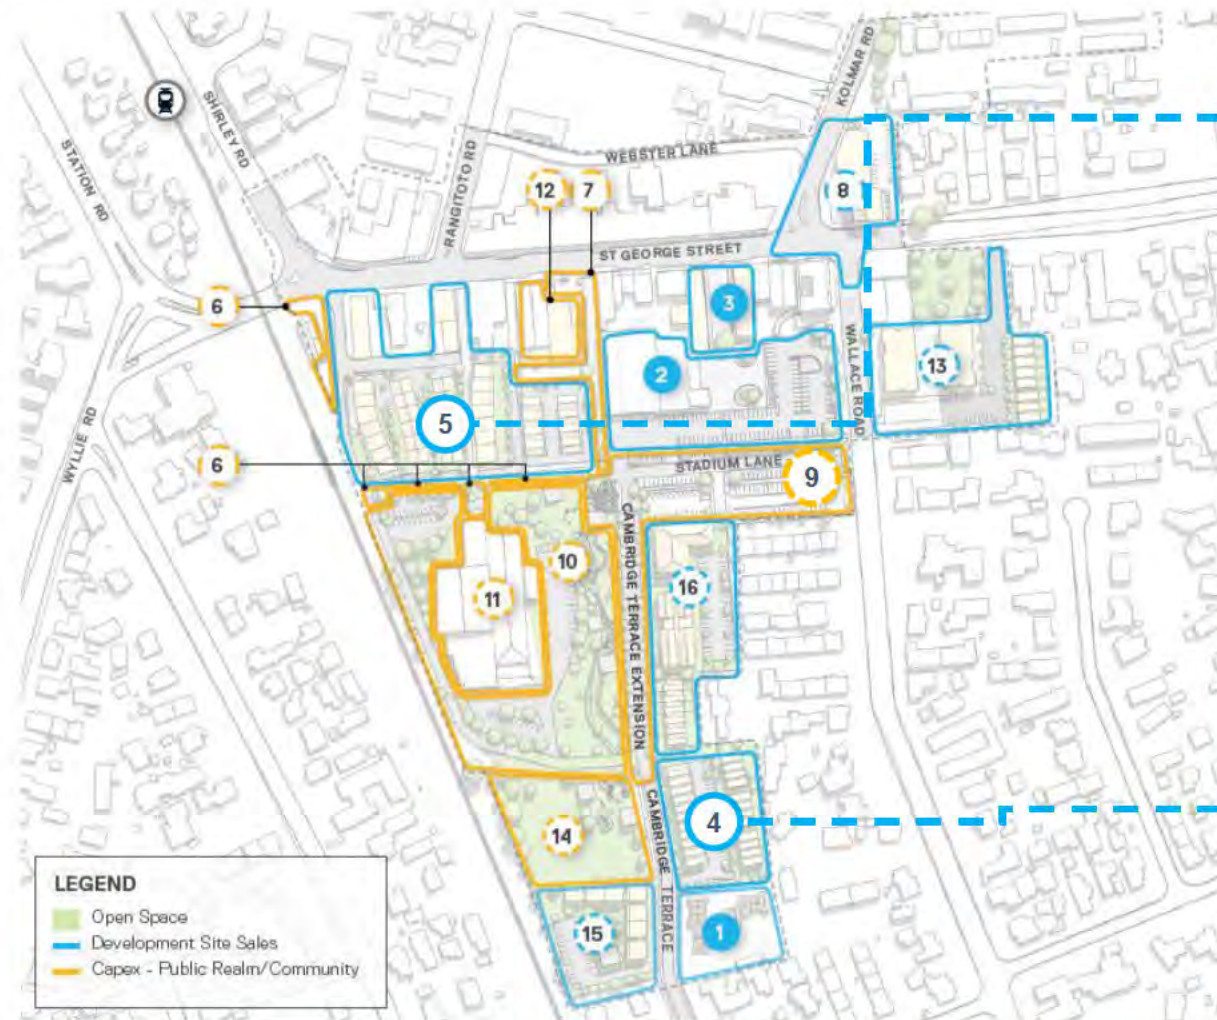 KOLMAR RD
SHIRLEY RD
STATION RD
RANGITOTO RD
WEBSTER LANE
12
7
8
ST GEORGE STREET
6
3
WALLACE ROAD
2
13
5
WYLLIE RD
6
STADIUM LANE
9
CAMBRIDGE TERRACE EXTENSION
10
16
11
CAMBRIDGE TERRACE
4
14
15
1
LEGEND
Open Space
Development Site Sales
Capex - Public Realm/Community